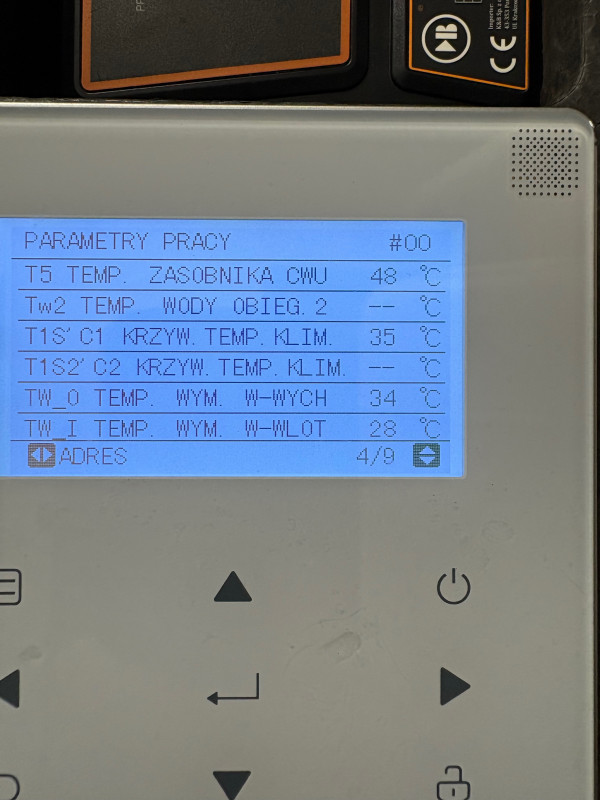 CE
PARAMETRY PRACY #00
T5 TEMP. ZASOBNIKA CWU 48 °C
Tw2 TEMP. WODY OBIEG. 2 -- °C
T1S' C1 KRZYW. TEMP. KLIM. 35 °C
T1S2' C2 KRZYW. TEMP. KLIM. -- °C
TW_O TEMP. WYM. W-WYCH 34 °C
TW_I TEMP. WYM. W-WLOT 28 °C
ADRES 4/9